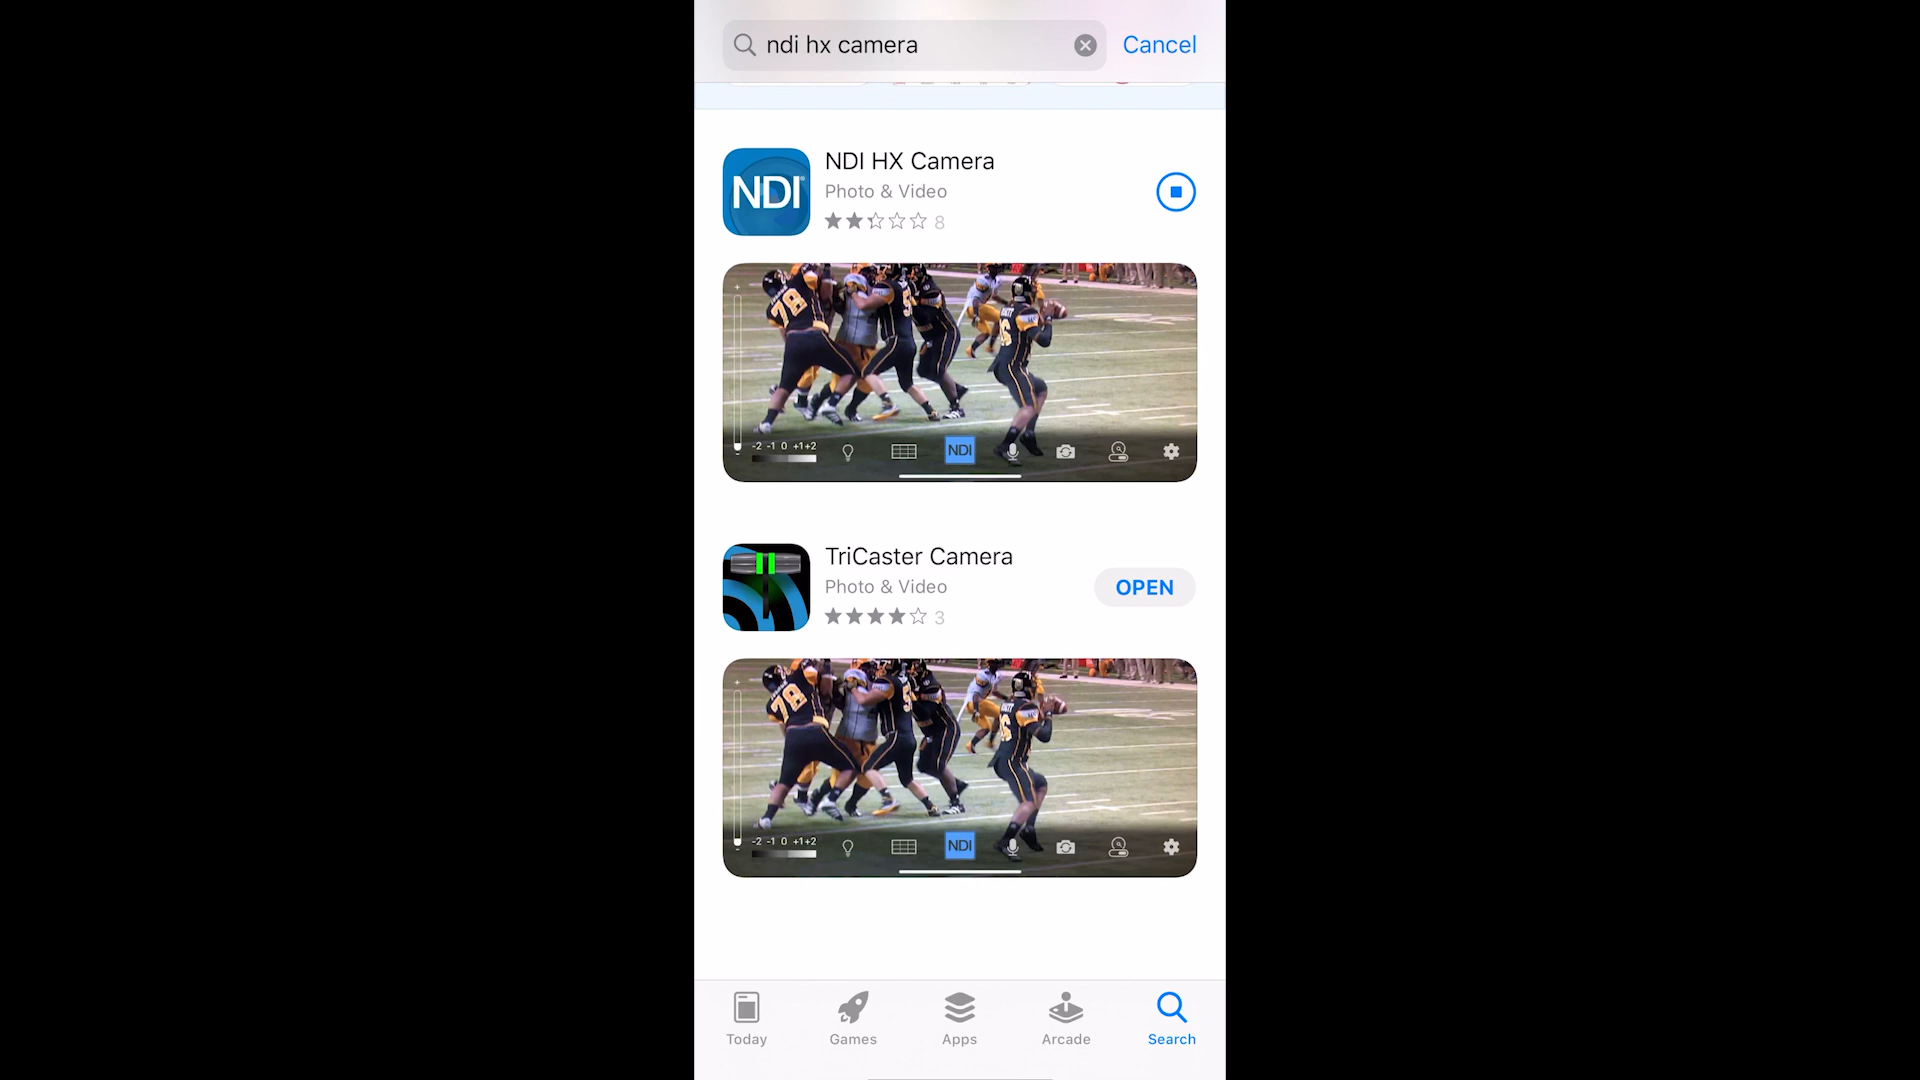 ndi hx camera
Cancel
NDI
NDI HX Camera
Photo & Video
8
78
-2 -1 0 +1+2
NDI
TriCaster Camera
Photo & Video
3
OPEN
78
-2 -1 0 +1+2
NDI
Today
Games
Apps
Arcade
Search